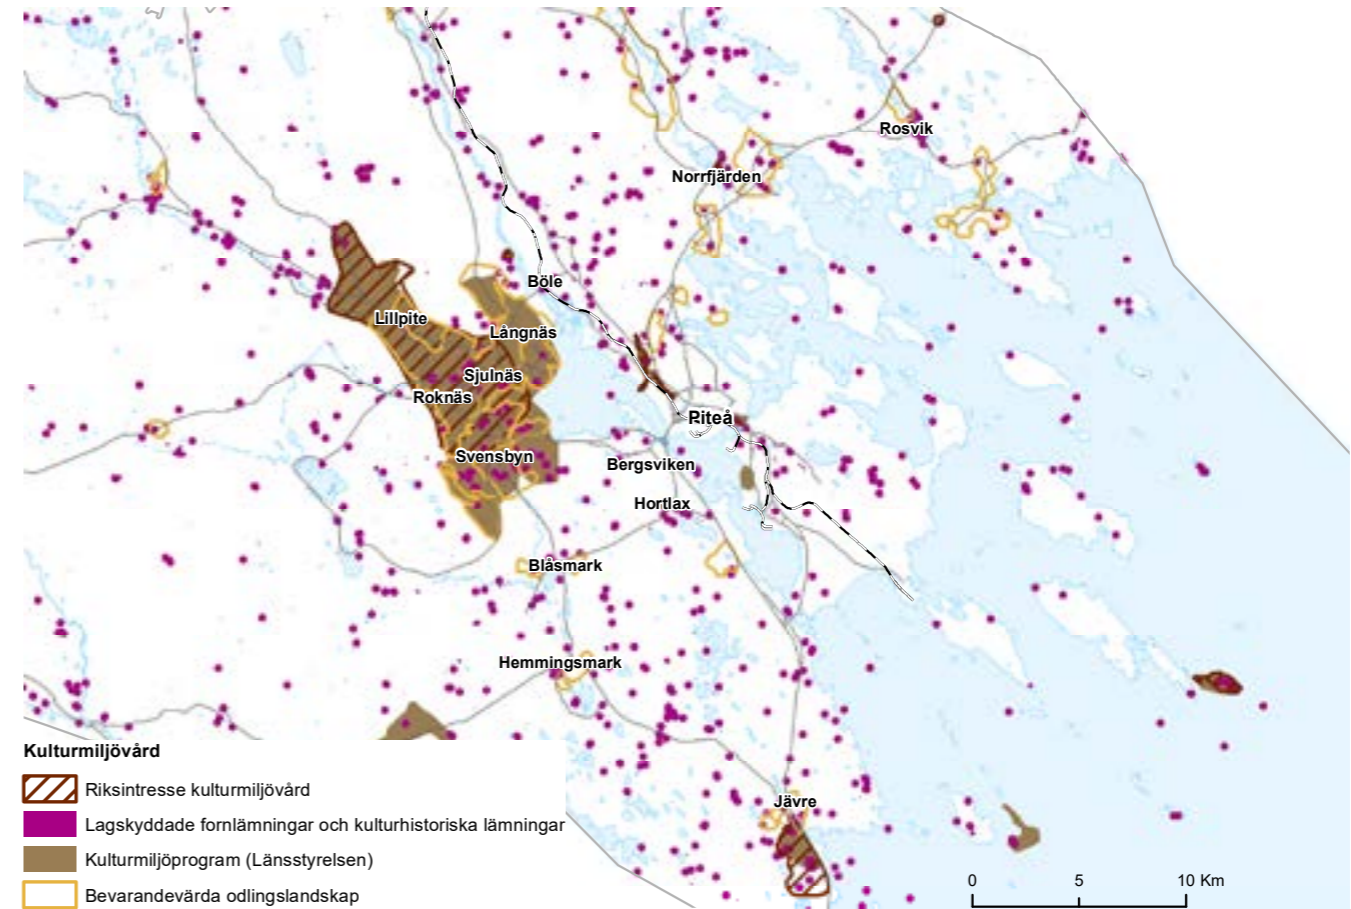 Rosvik
Norrfjärden
Böle
Lillpite
Långnäs
Sjulnäs
Roknäs
Piteå
Svensbyn
Bergsviken
Hortlax
Blåsmark
Hemmingsmark
Jävre
Kulturmiljövård
Riksintresse kulturmiljövård
Lagskyddade fornlämningar och kulturhistoriska lämningar
Kulturmiljöprogram (Länsstyrelsen)
Bevarandevärda odlingslandskap
0 5 10 Km